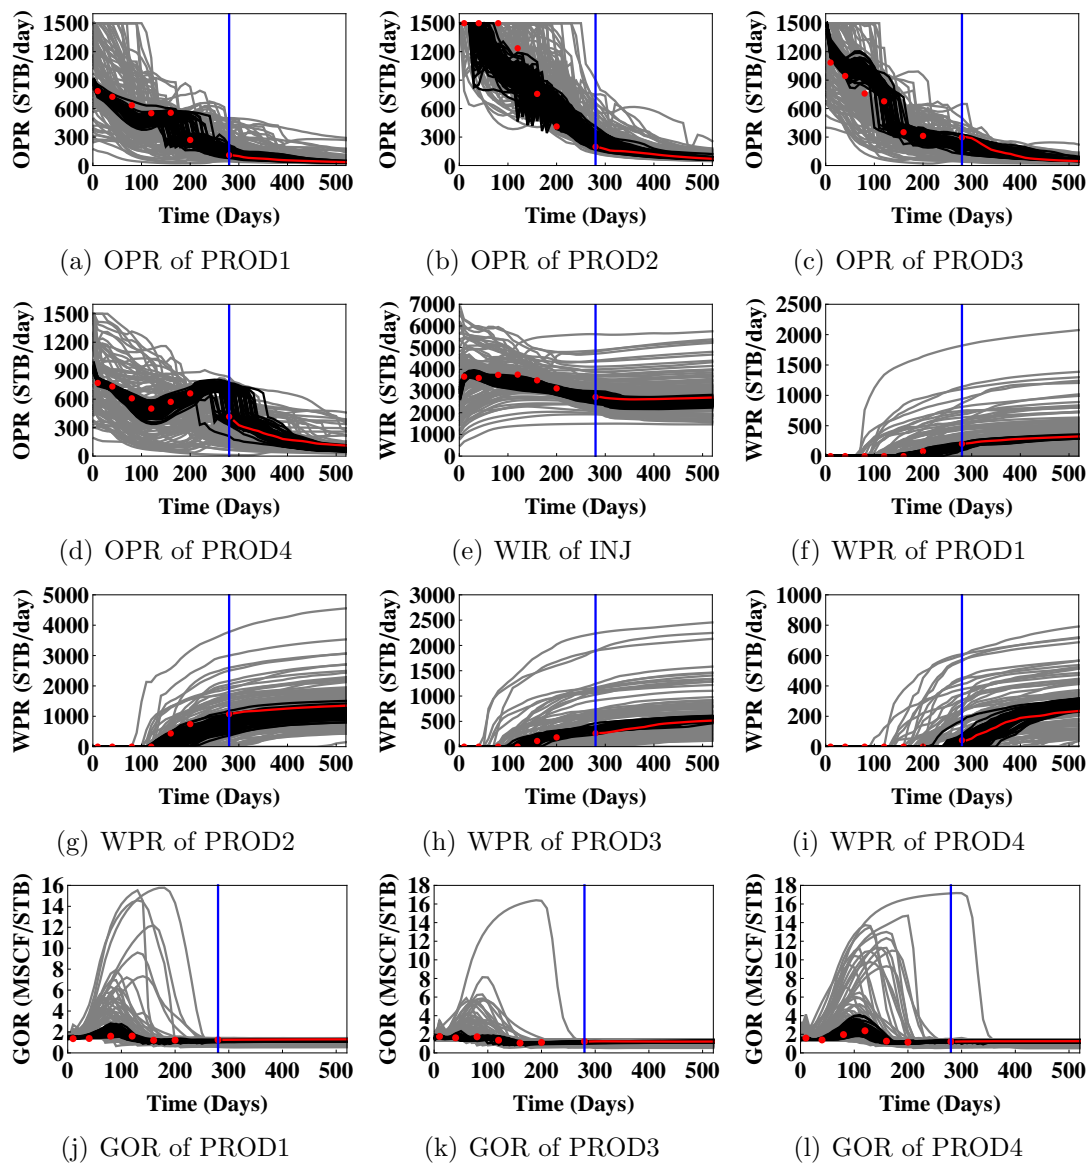 OPR (STB/day)
1500
1200
900
600
300
0
0 100 200 300 400 500
Time (Days)
(a) OPR of PROD1
OPR (STB/day)
1500
1200
900
600
300
0
0 100 200 300 400 500
Time (Days)
(b) OPR of PROD2
OPR (STB/day)
1500
1200
900
600
300
0
0 100 200 300 400 500
Time (Days)
(c) OPR of PROD3
OPR (STB/day)
1500
1200
900
600
300
0
0 100 200 300 400 500
Time (Days)
(d) OPR of PROD4
WIR (STB/day)
7000
6000
5000
4000
3000
2000
1000
0
0 100 200 300 400 500
Time (Days)
(e) WIR of INJ
WPR (STB/day)
2500
2000
1500
1000
500
0
0 100 200 300 400 500
Time (Days)
(f) WPR of PROD1
WPR (STB/day)
5000
4000
3000
2000
1000
0
0 100 200 300 400 500
Time (Days)
(g) WPR of PROD2
WPR (STB/day)
3000
2500
2000
1500
1000
500
0
0 100 200 300 400 500
Time (Days)
(h) WPR of PROD3
WPR (STB/day)
1000
800
600
400
200
0
0 100 200 300 400 500
Time (Days)
(i) WPR of PROD4
GOR (MSCF/STB)
16
14
12
10
8
6
4
2
0
0 100 200 300 400 500
Time (Days)
(j) GOR of PROD1
GOR (MSCF/STB)
18
16
14
12
10
8
6
4
2
0
0 100 200 300 400 500
Time (Days)
(k) GOR of PROD3
GOR (MSCF/STB)
18
16
14
12
10
8
6
4
2
0
0 100 200 300 400 500
Time (Days)
(l) GOR of PROD4